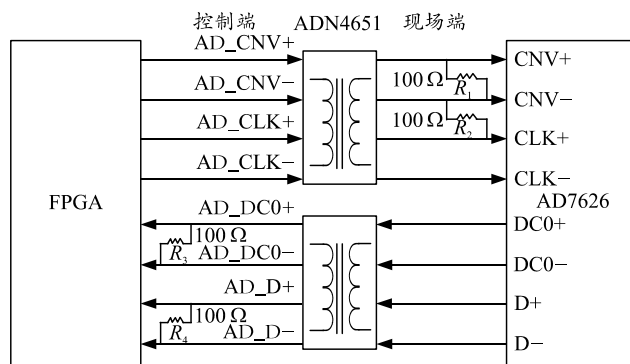 控制端 ADN4651 现场端
AD_CNV+
AD_CNV−
AD_CLK+
AD_CLK−
100 Ω
R1
100 Ω
R2
CNV+
CNV−
CLK+
CLK−
FPGA
AD7626
AD_DC0+
100 Ω
R3
AD_DC0−
AD_D+
100 Ω
R4
AD_D−
DC0+
DC0−
D+
D−